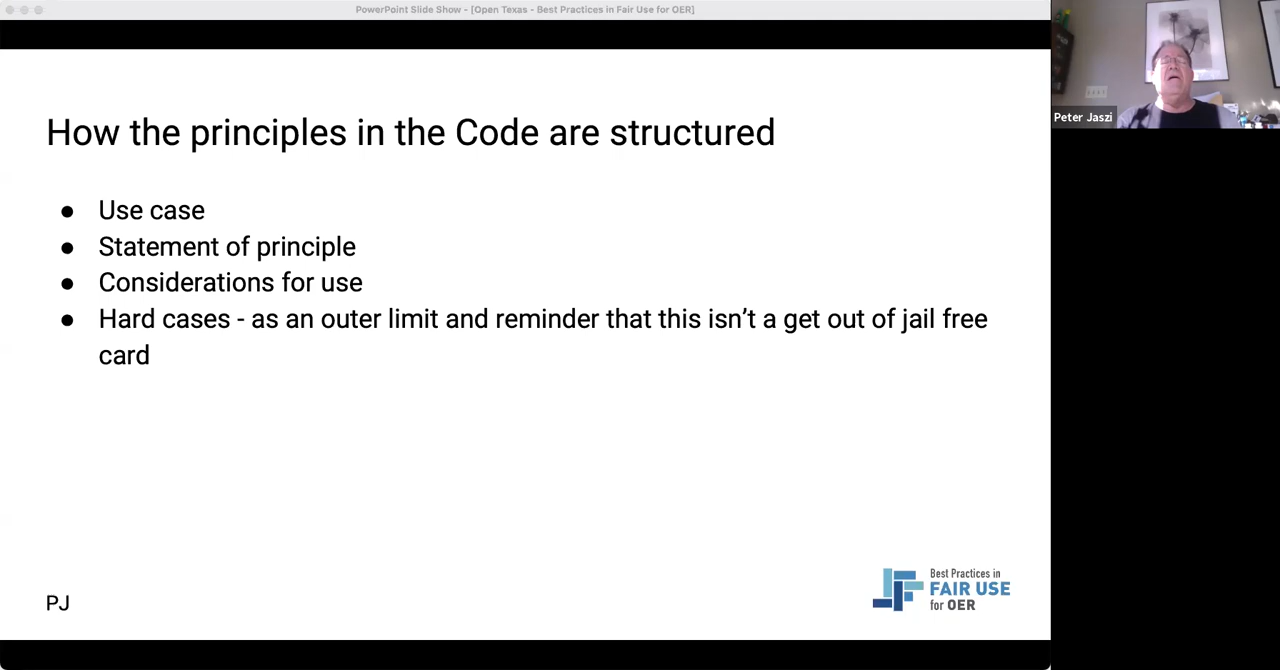 PowerPoint Slide Show - [Open Texas - Best Practices in Fair Use for OER]
Peter Jaszi
How the principles in the Code are structured
● Use case
● Statement of principle
● Considerations for use
● Hard cases - as an outer limit and reminder that this isn’t a get out of jail free
card
PJ
Best Practices in
FAIR USE
for OER